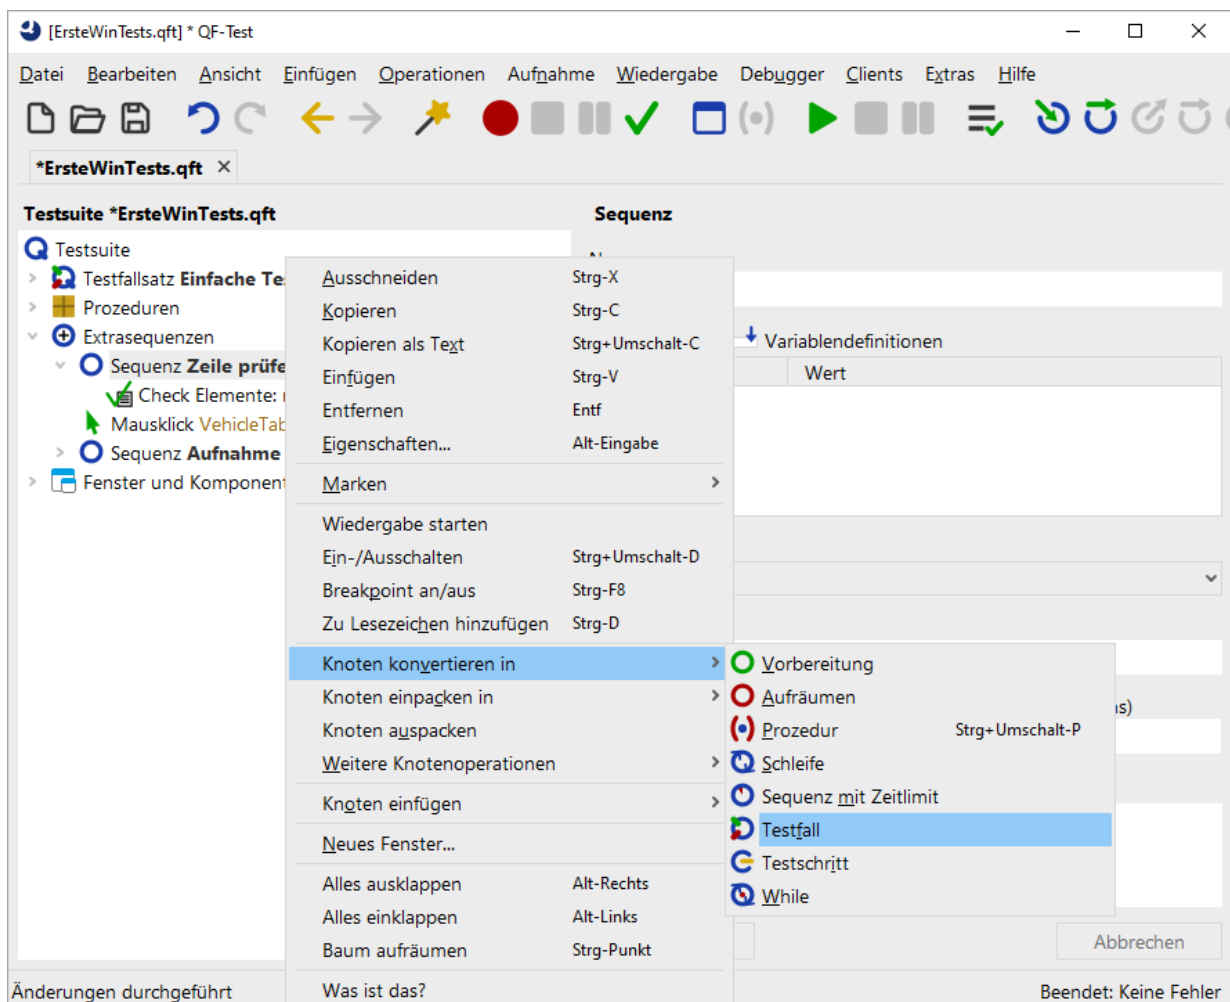 [ErsteWinTests.qft] * QF-Test
Datei Bearbeiten Ansicht Einfügen Operationen Aufnahme Wiedergabe Debugger Clients Extras Hilfe
*ErsteWinTests.qft
Testsuite *ErsteWinTests.qft
Sequenz
Testsuite
Testfallsatz Einfache Te
Prozeduren
Extrasequenzen
Sequenz Zeile prüfe
Check Elemente:
Mausklick VehicleTab
Sequenz Aufnahme
Fenster und Komponent
Variablendefinitionen
Wert
Ausschneiden Strg-X
Kopieren Strg-C
Kopieren als Text Strg+Umschalt-C
Einfügen Strg-V
Entfernen Entf
Eigenschaften... Alt-Eingabe
Marken
Wiedergabe starten
Ein-/Ausschalten Strg+Umschalt-D
Breakpoint an/aus Strg-F8
Zu Lesezeichen hinzufügen Strg-D
Knoten konvertieren in
Knoten einpacken in
Knoten auspacken
Weitere Knotenoperationen
Knoten einfügen
Neues Fenster...
Alles ausklappen Alt-Rechts
Alles einklappen Alt-Links
Baum aufräumen Strg-Punkt
Was ist das?
Vorbereitung
Aufräumen
Prozedur Strg+Umschalt-P
Schleife
Sequenz mit Zeitlimit
Testfall
Testschritt
While
s)
Abbrechen
Änderungen durchgeführt
Beendet: Keine Fehler